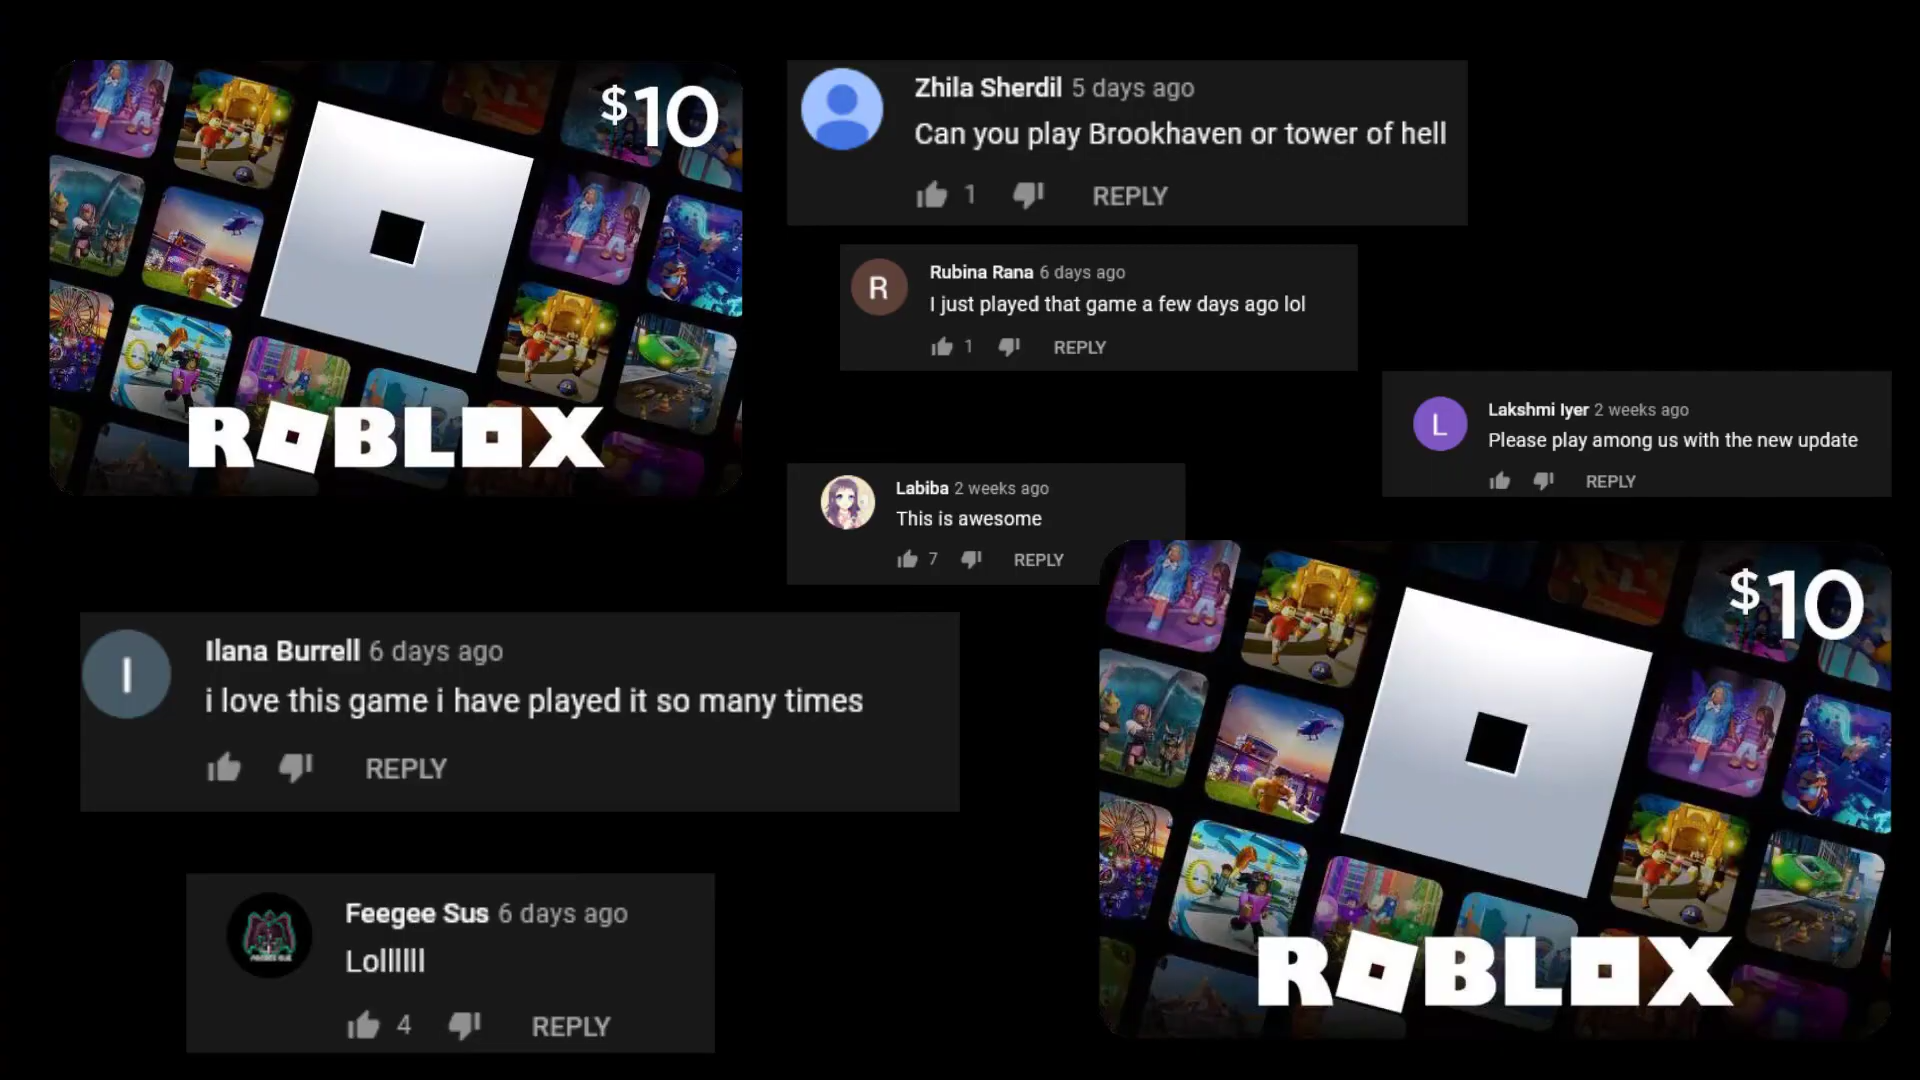 $10
ROBLOX
Zhila Sherdil 5 days ago
Can you play Brookhaven or tower of hell
1 REPLY
R
Rubina Rana 6 days ago
I just played that game a few days ago lol
1 REPLY
L
Lakshmi Iyer 2 weeks ago
Please play among us with the new update
REPLY
Labiba 2 weeks ago
This is awesome
7 REPLY
I
Ilana Burrell 6 days ago
i love this game i have played it so many times
REPLY
Feegee Sus 6 days ago
Lollllll
4 REPLY
$10
ROBLOX